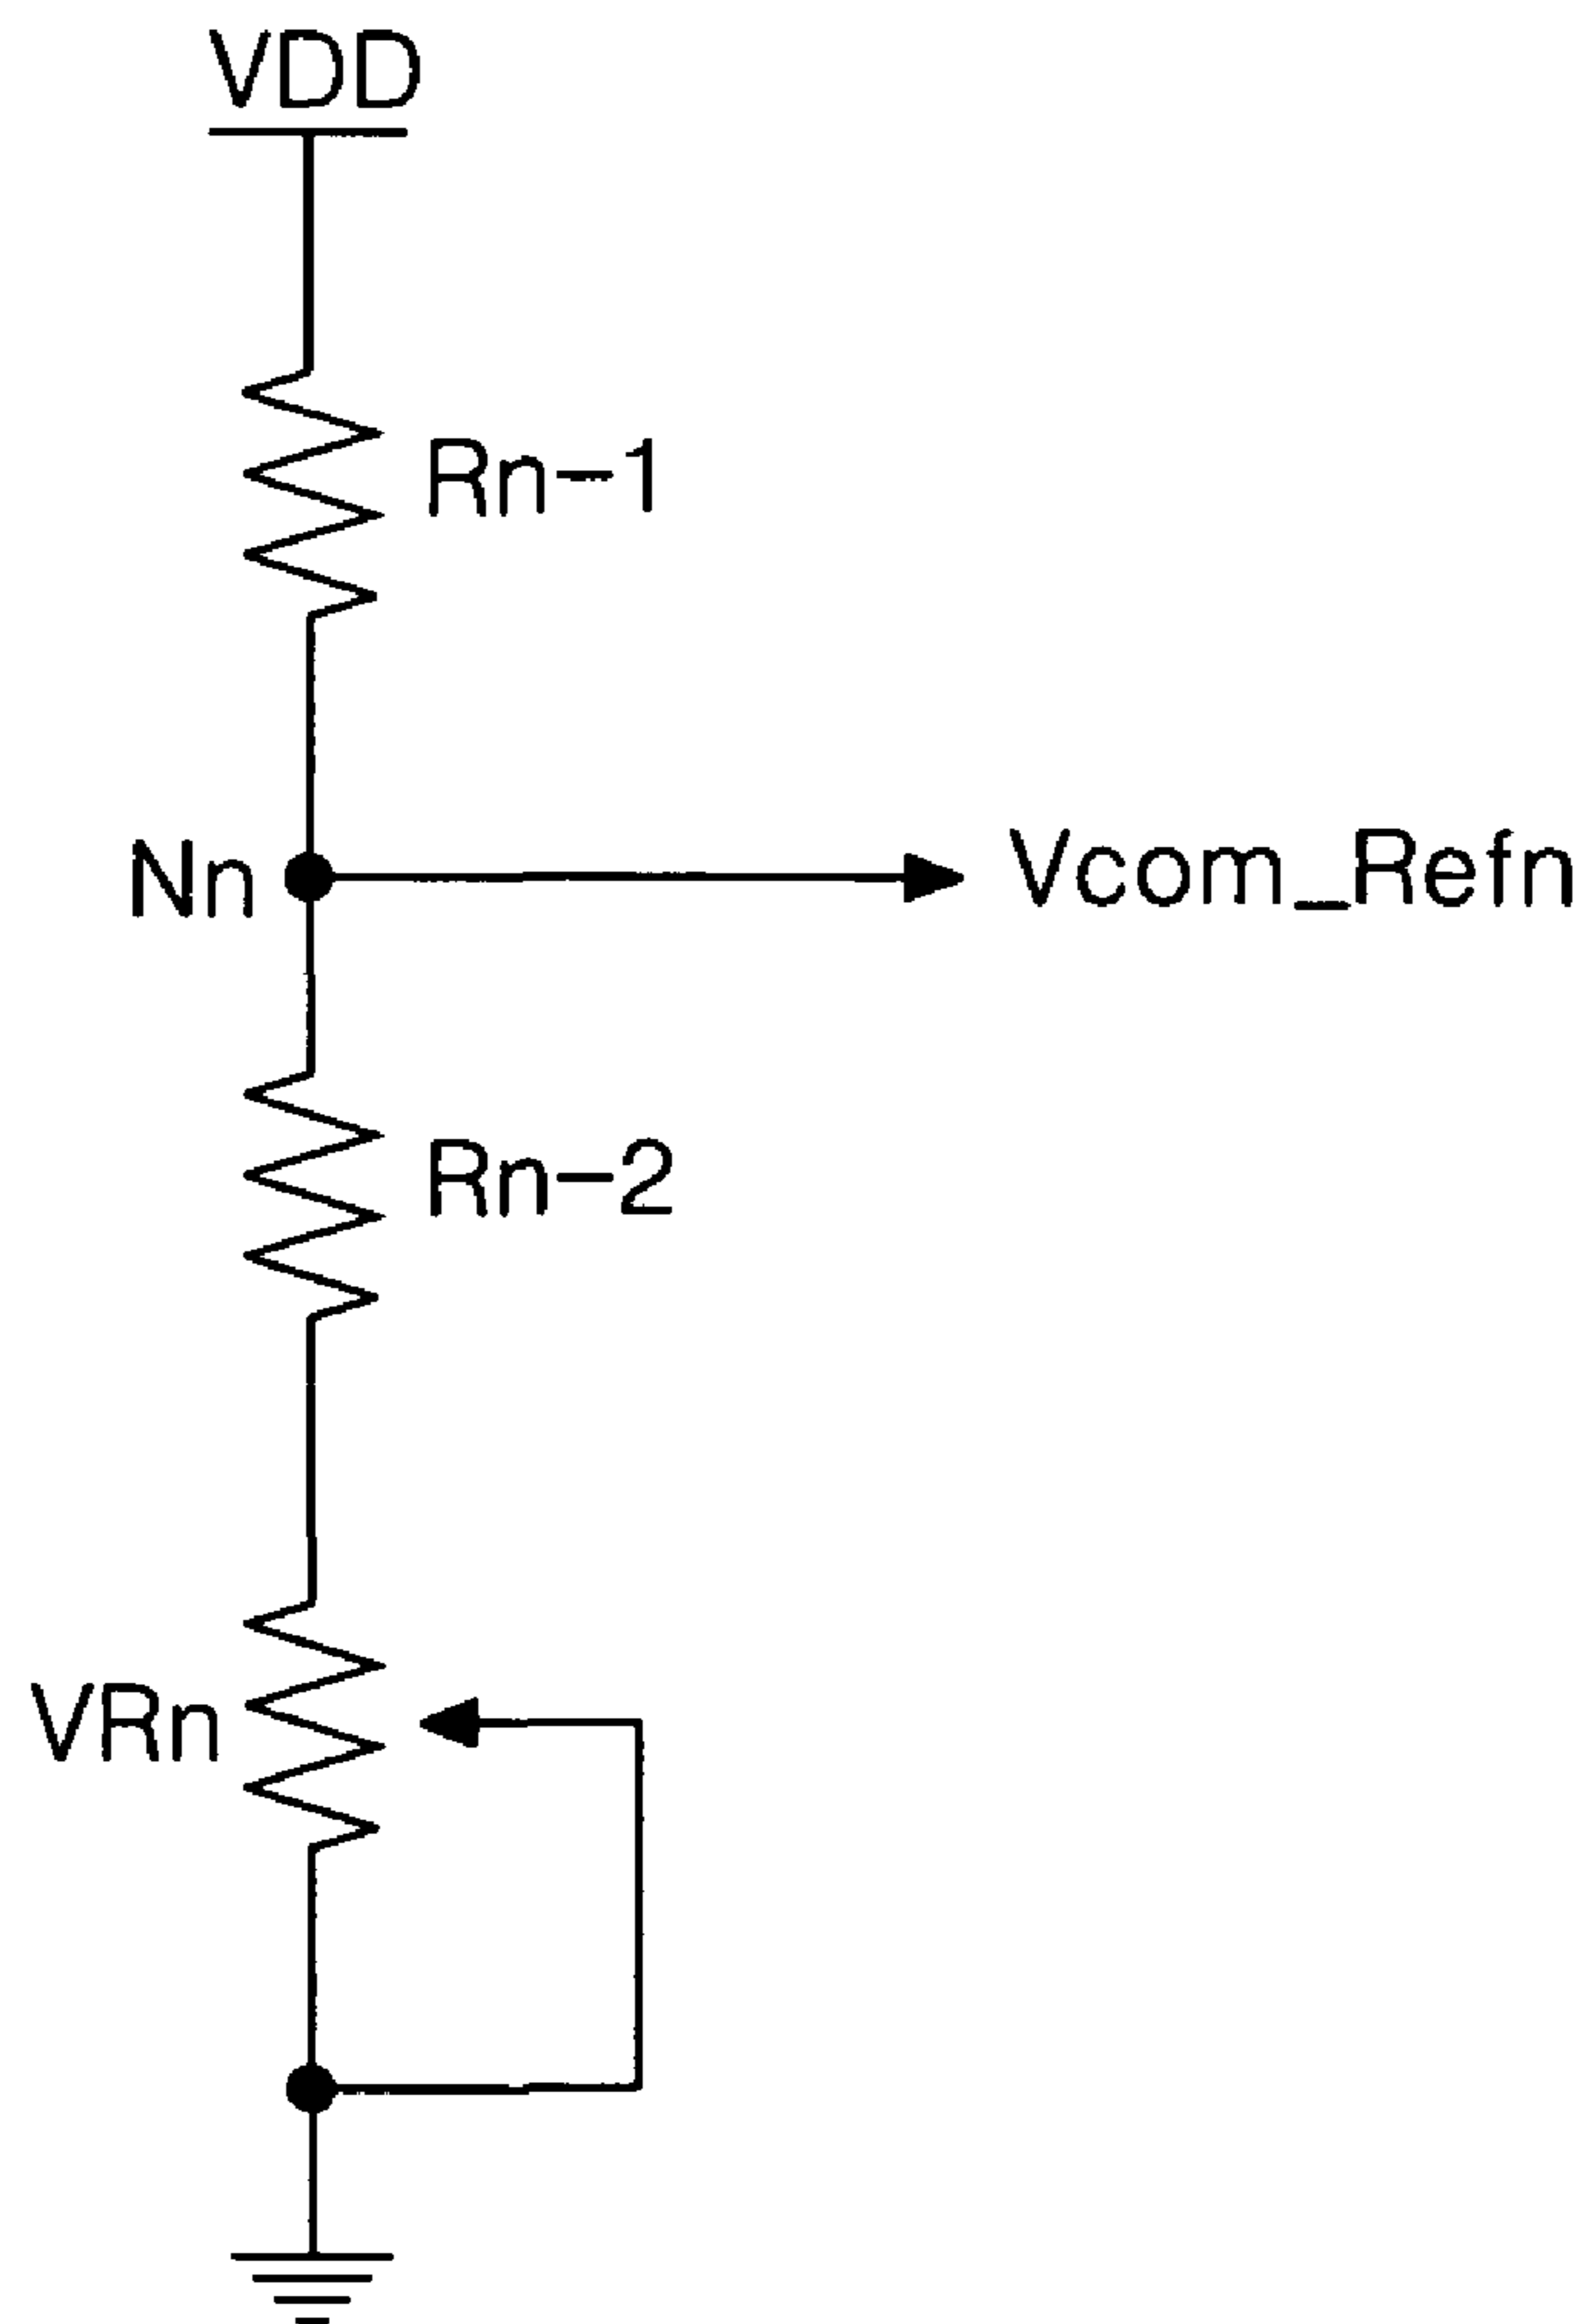 VDD
Rn-1
Nn
Vcom_Refn
Rn-2
VRn